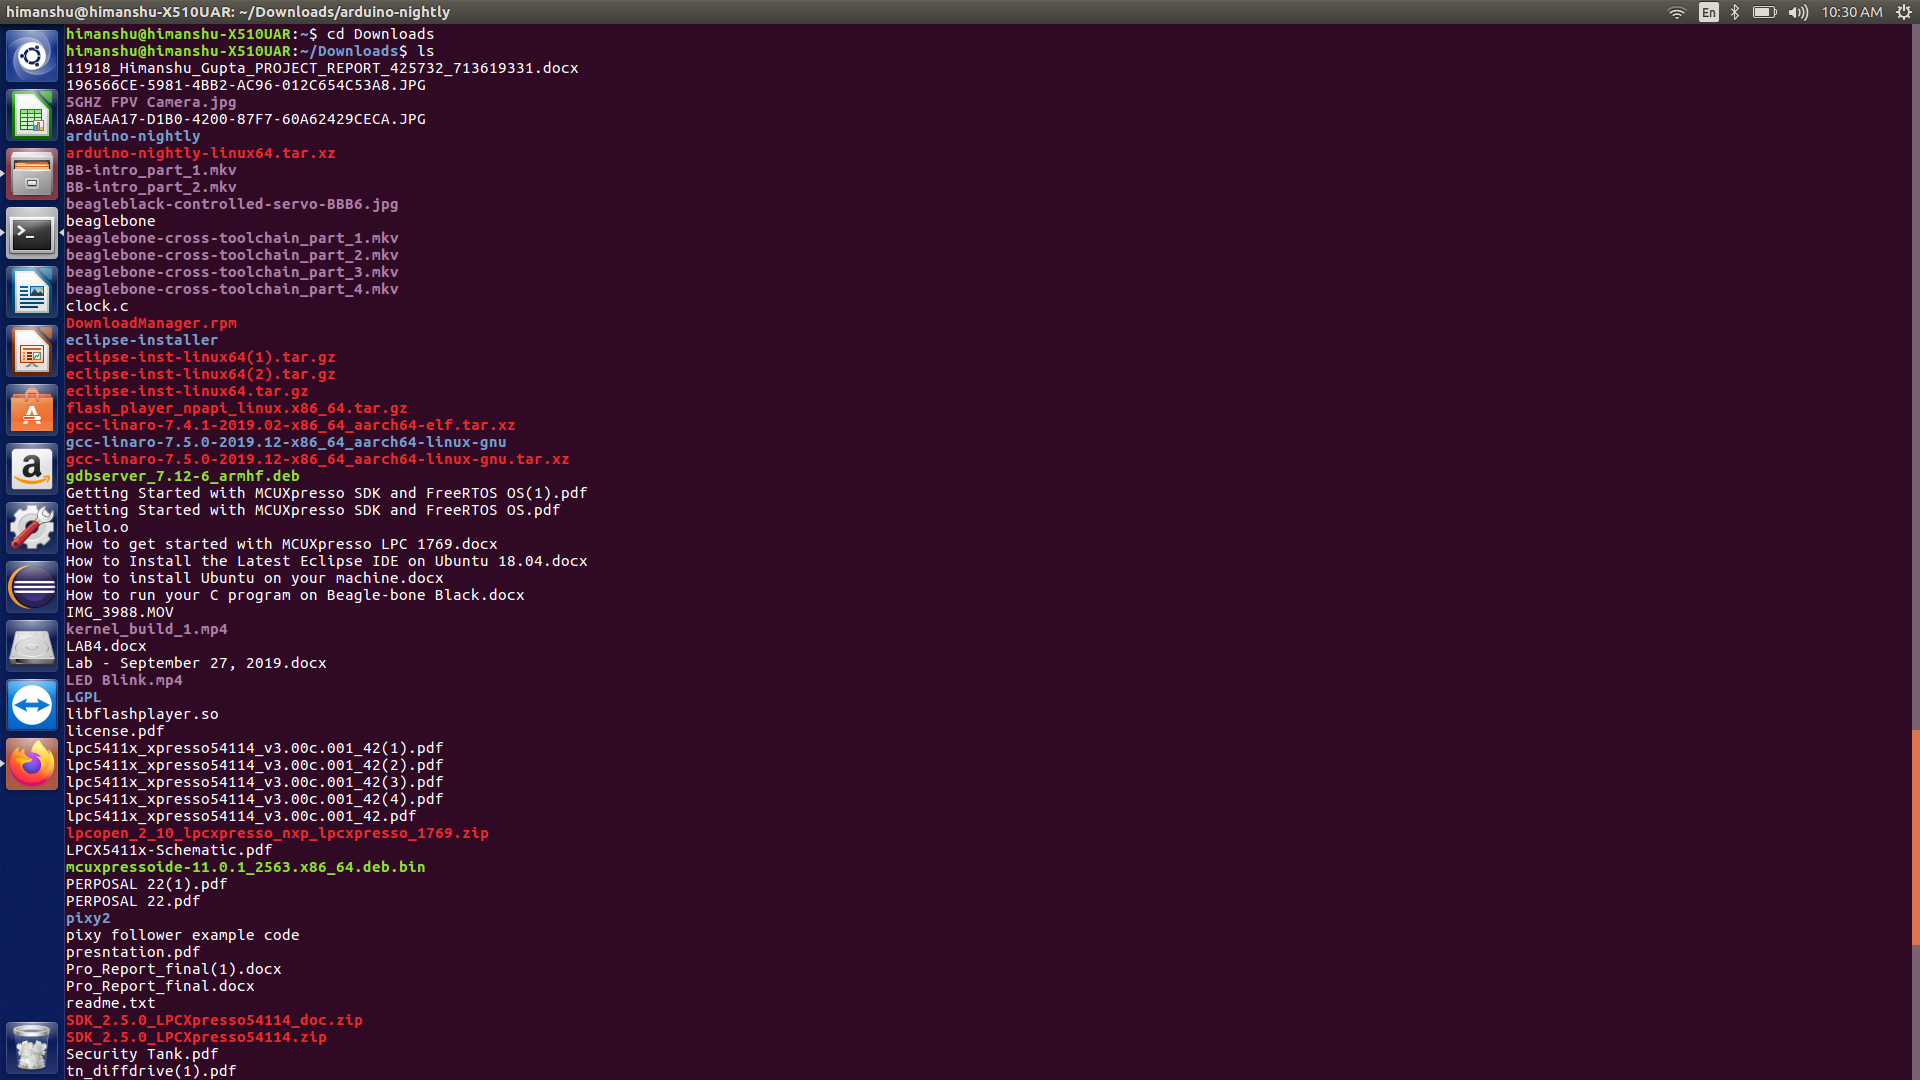 himanshu@himanshu-X510UAR: ~/Downloads/arduino-nightly
En
10:30 AM
himanshu@himanshu-X510UAR:~$ cd Downloads
himanshu@himanshu-X510UAR:~/Downloads$ ls
11918_Himanshu_Gupta_PROJECT_REPORT_425732_713619331.docx
196566CE-5981-4BB2-AC96-012C654C53A8.JPG
5GHZ FPV Camera.jpg
A8AEAA17-D1B0-4200-87F7-60A62429CECA.JPG
arduino-nightly
arduino-nightly-linux64.tar.xz
BB-intro_part_1.mkv
BB-intro_part_2.mkv
beagleblack-controlled-servo-BBB6.jpg
beaglebone
beaglebone-cross-toolchain_part_1.mkv
beaglebone-cross-toolchain_part_2.mkv
beaglebone-cross-toolchain_part_3.mkv
beaglebone-cross-toolchain_part_4.mkv
clock.c
DownloadManager.rpm
eclipse-installer
eclipse-inst-linux64(1).tar.gz
eclipse-inst-linux64(2).tar.gz
eclipse-inst-linux64.tar.gz
flash_player_npapi_linux.x86_64.tar.gz
gcc-linaro-7.4.1-2019.02-x86_64_aarch64-elf.tar.xz
gcc-linaro-7.5.0-2019.12-x86_64_aarch64-linux-gnu
gcc-linaro-7.5.0-2019.12-x86_64_aarch64-linux-gnu.tar.xz
gdbserver_7.12-6_armhf.deb
Getting Started with MCUXpresso SDK and FreeRTOS OS(1).pdf
Getting Started with MCUXpresso SDK and FreeRTOS OS.pdf
hello.o
How to get started with MCUXpresso LPC 1769.docx
How to Install the Latest Eclipse IDE on Ubuntu 18.04.docx
How to install Ubuntu on your machine.docx
How to run your C program on Beagle-bone Black.docx
IMG_3988.MOV
kernel_build_1.mp4
LAB4.docx
Lab - September 27, 2019.docx
LED Blink.mp4
LGPL
libflashplayer.so
license.pdf
lpc5411x_xpresso54114_v3.00c.001_42(1).pdf
lpc5411x_xpresso54114_v3.00c.001_42(2).pdf
lpc5411x_xpresso54114_v3.00c.001_42(3).pdf
lpc5411x_xpresso54114_v3.00c.001_42(4).pdf
lpc5411x_xpresso54114_v3.00c.001_42.pdf
lpcopen_2_10_lpcxpresso_nxp_lpcxpresso_1769.zip
LPCX5411x-Schematic.pdf
mcuxpressoide-11.0.1_2563.x86_64.deb.bin
PERPOSAL 22(1).pdf
PERPOSAL 22.pdf
pixy2
pixy follower example code
presntation.pdf
Pro_Report_final(1).docx
Pro_Report_final.docx
readme.txt
SDK_2.5.0_LPCXpresso54114_doc.zip
SDK_2.5.0_LPCXpresso54114.zip
Security Tank.pdf
tn_diffdrive(1).pdf